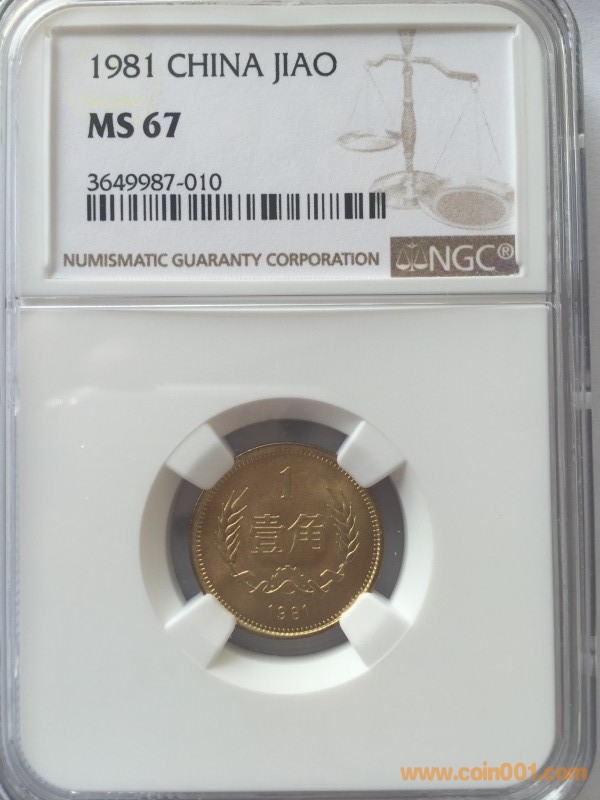 1981 CHINA JIAO
MS 67
3649987-010
NUMISMATIC GUARANTY CORPORATION
NGC®
1
壹角
1981
www.coin001.com